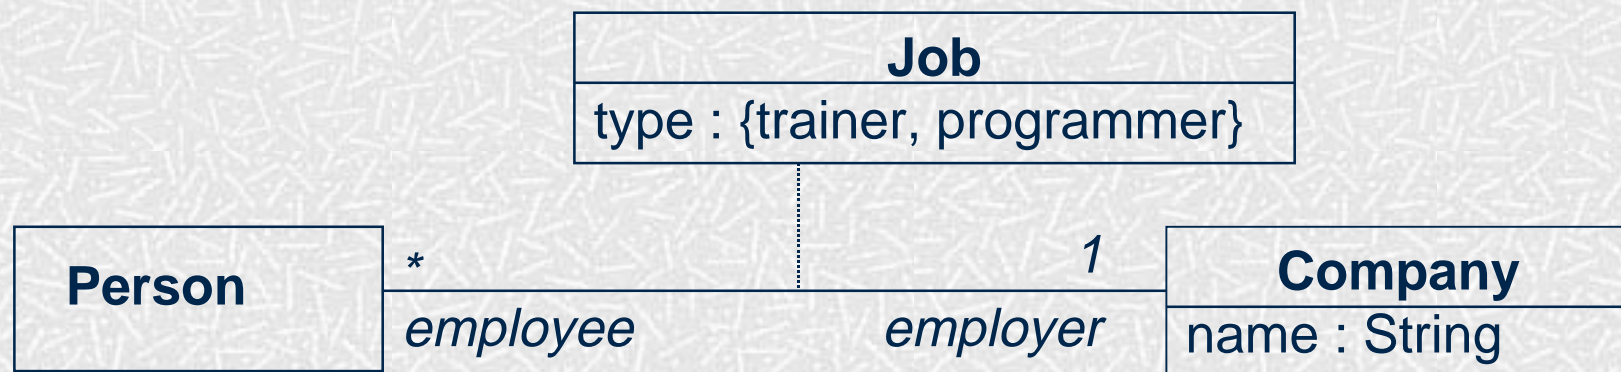 Job
type : {trainer, programmer}
Person
*
1
employee
employer
Company
name : String